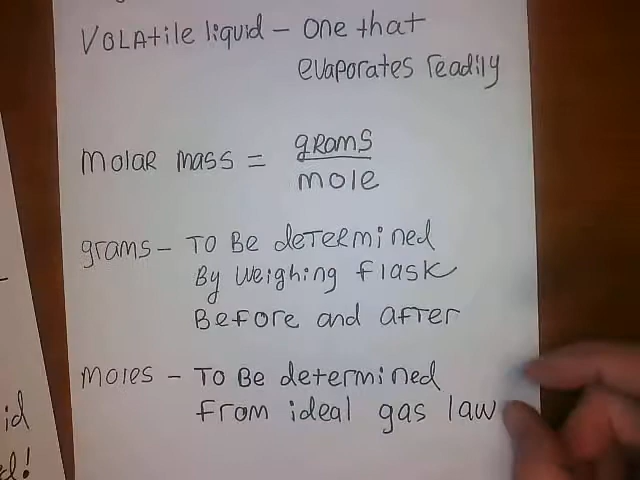 Volatile liquid - one that
evaporates readily
molar mass = grams
mole
grams - To Be determined
By weighing flask
Before and after
moles - To Be determined
from ideal gas law
id
d!